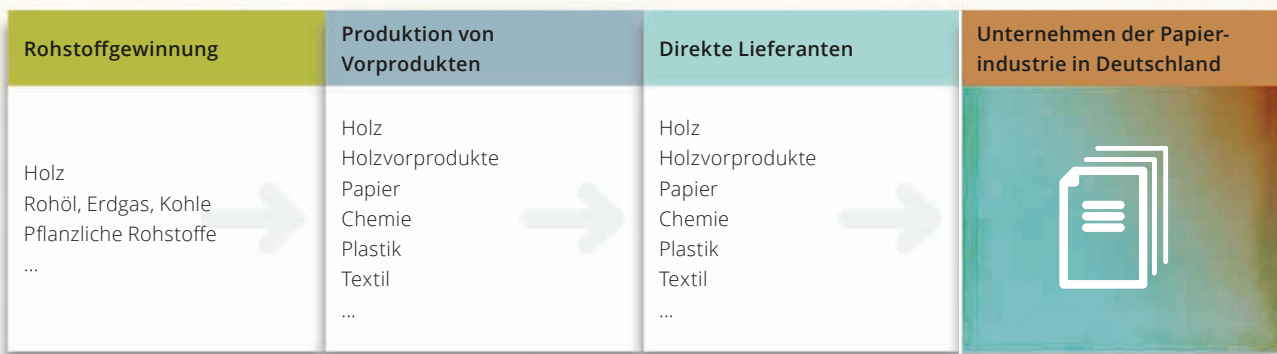 Rohstoffgewinnung
Holz
Rohöl, Erdgas, Kohle
Pflanzliche Rohstoffe
...
Produktion von
Vorprodukten
Holz
Holzvorprodukte
Papier
Chemie
Plastik
Textil
...
Direkte Lieferanten
Holz
Holzvorprodukte
Papier
Chemie
Plastik
Textil
...
Unternehmen der Papier-
industrie in Deutschland